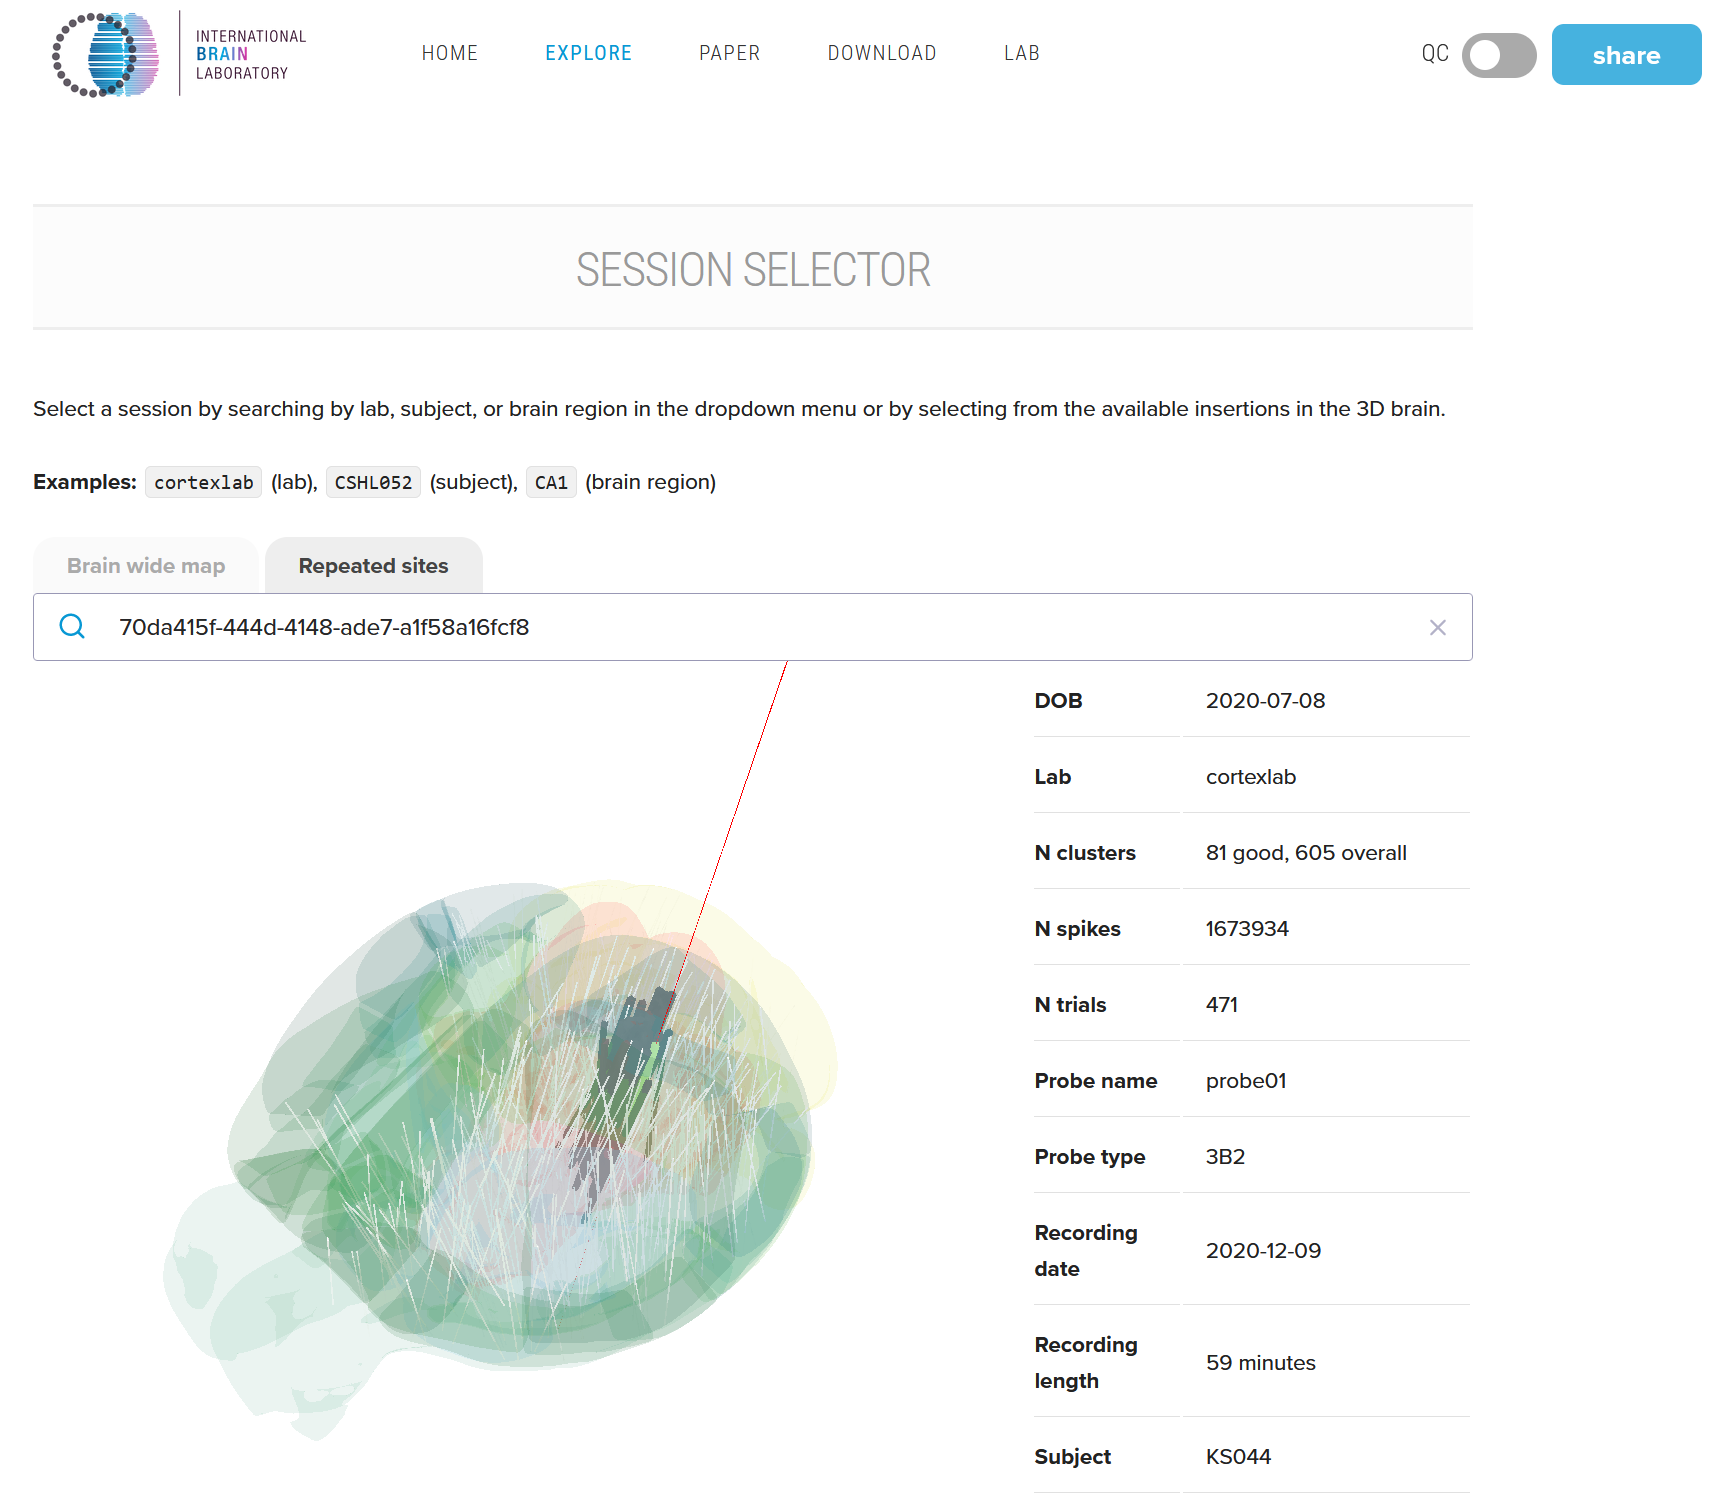 INTERNATIONAL
BRAIN
LABORATORY
HOME EXPLORE PAPER DOWNLOAD LAB
QC share
SESSION SELECTOR
Select a session by searching by lab, subject, or brain region in the dropdown menu or by selecting from the available insertions in the 3D brain.
Examples: cortexlab (lab), CSHL052 (subject), CA1 (brain region)
Brain wide map Repeated sites
70da415f-444d-4148-ade7-a1f58a16fcf8
DOB 2020-07-08
Lab cortexlab
N clusters 81 good, 605 overall
N spikes 1673934
N trials 471
Probe name probe01
Probe type 3B2
Recording
date 2020-12-09
Recording
length 59 minutes
Subject KS044